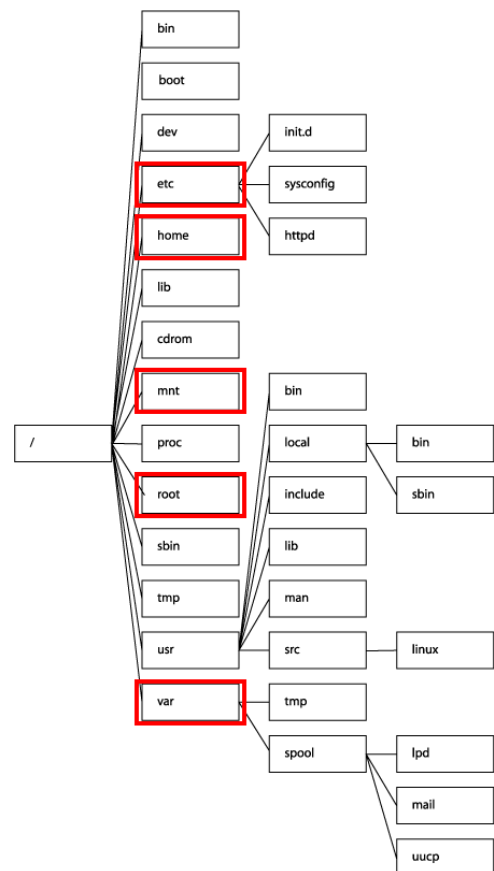 bin
boot
dev init.d
etc sysconfig
home httpd
lib
cdrom
mnt bin
/ proc local bin
root include sbin
sbin lib
tmp man
usr src linux
var tmp
spool lpd
mail
uucp